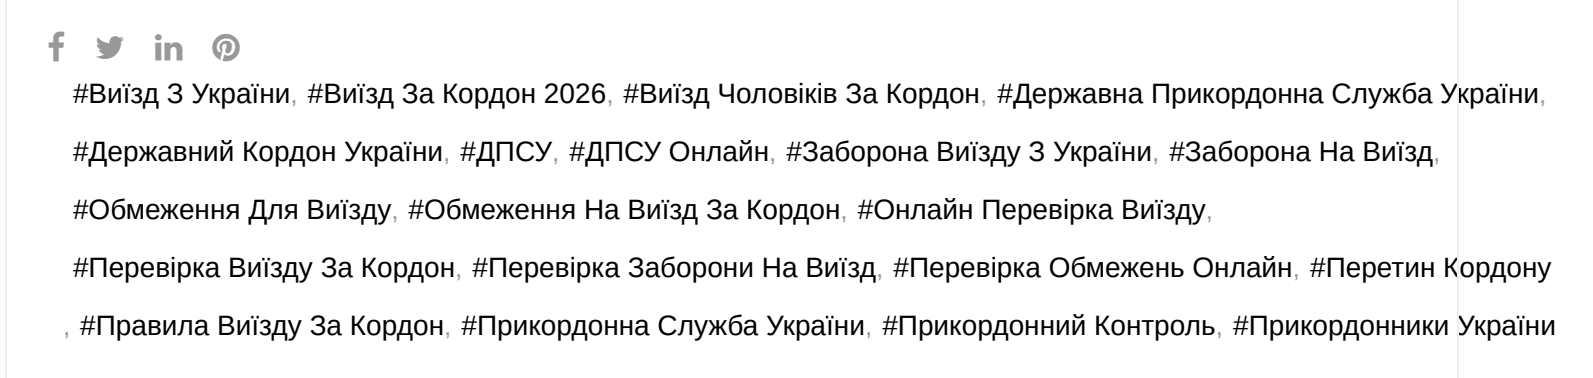 #Виїзд З України, #Виїзд За Кордон 2026, #Виїзд Чоловіків За Кордон, #Державна Прикордонна Служба України,
#Державний Кордон України, #ДПСУ, #ДПСУ Онлайн, #Заборона Виїзду З України, #Заборона На Виїзд,
#Обмеження Для Виїзду, #Обмеження На Виїзд За Кордон, #Онлайн Перевірка Виїзду,
#Перевірка Виїзду За Кордон, #Перевірка Заборони На Виїзд, #Перевірка Обмежень Онлайн, #Перетин Кордону
, #Правила Виїзду За Кордон, #Прикордонна Служба України, #Прикордонний Контроль, #Прикордонники України